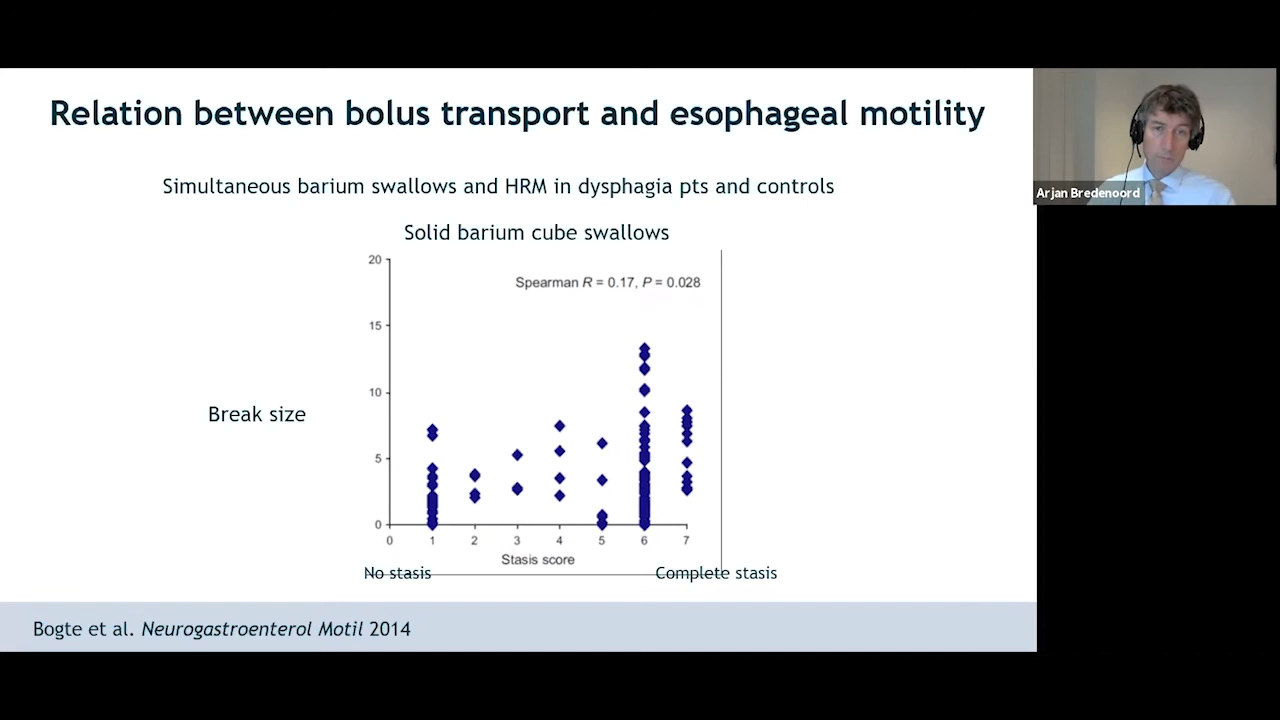 Relation between bolus transport and esophageal motility
Arjan Bredenoord
Simultaneous barium swallows and HRM in dysphagia pts and controls
Solid barium cube swallows
Spearman R = 0.17, P = 0.028
20
15
10
5
0
Break size
0 1 2 3 4 5 6 7
Stasis score
No stasis
Complete stasis
Bogte et al. Neurogastroenterol Motil 2014